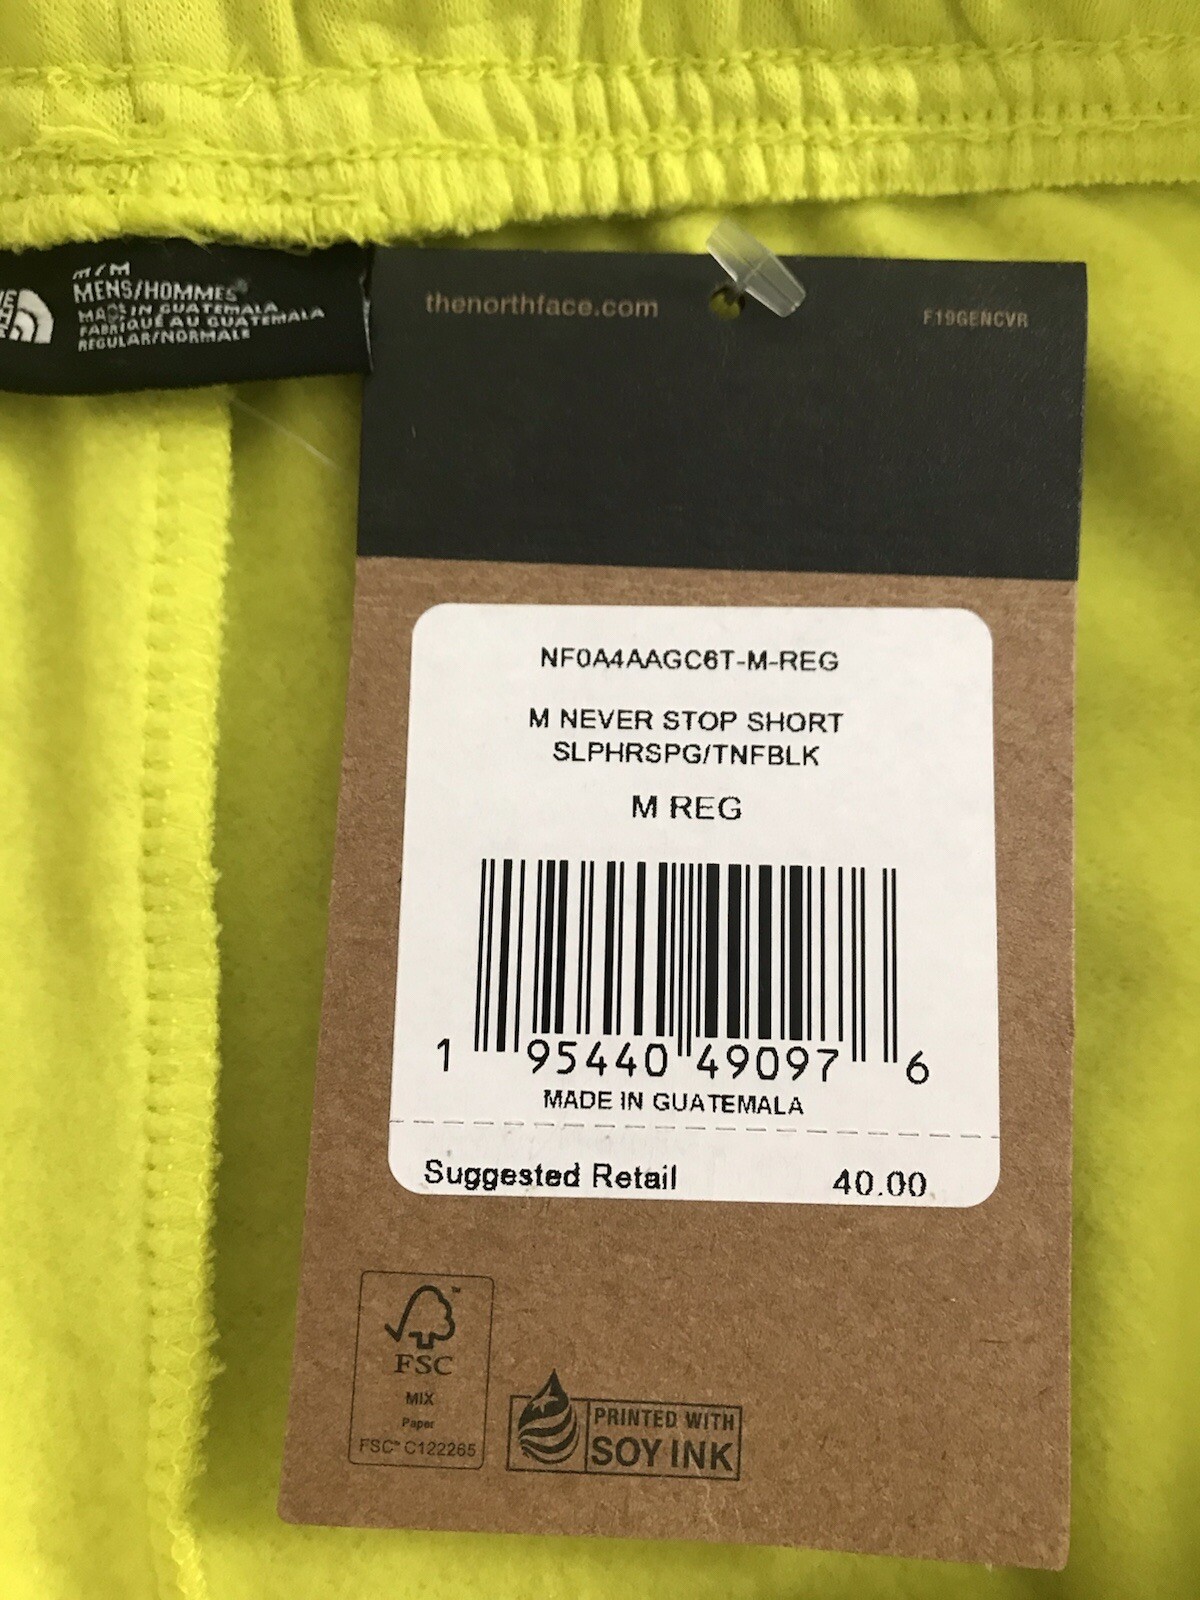 M/M
MENS/HOMMES
MADE IN GUATEMALA
FABRIQUÉ AU GUATEMALA
REGULAR/NORMALE
thenorthface.com
F19GENCVR
NF0A4AAGC6T-M-REG
M NEVER STOP SHORT
SLPHRSPG/TNFBLK
M REG
1 95440 49097 6
MADE IN GUATEMALA
Suggested Retail 40.00
FSC
MIX
Paper
FSC® C122265
PRINTED WITH
SOY INK